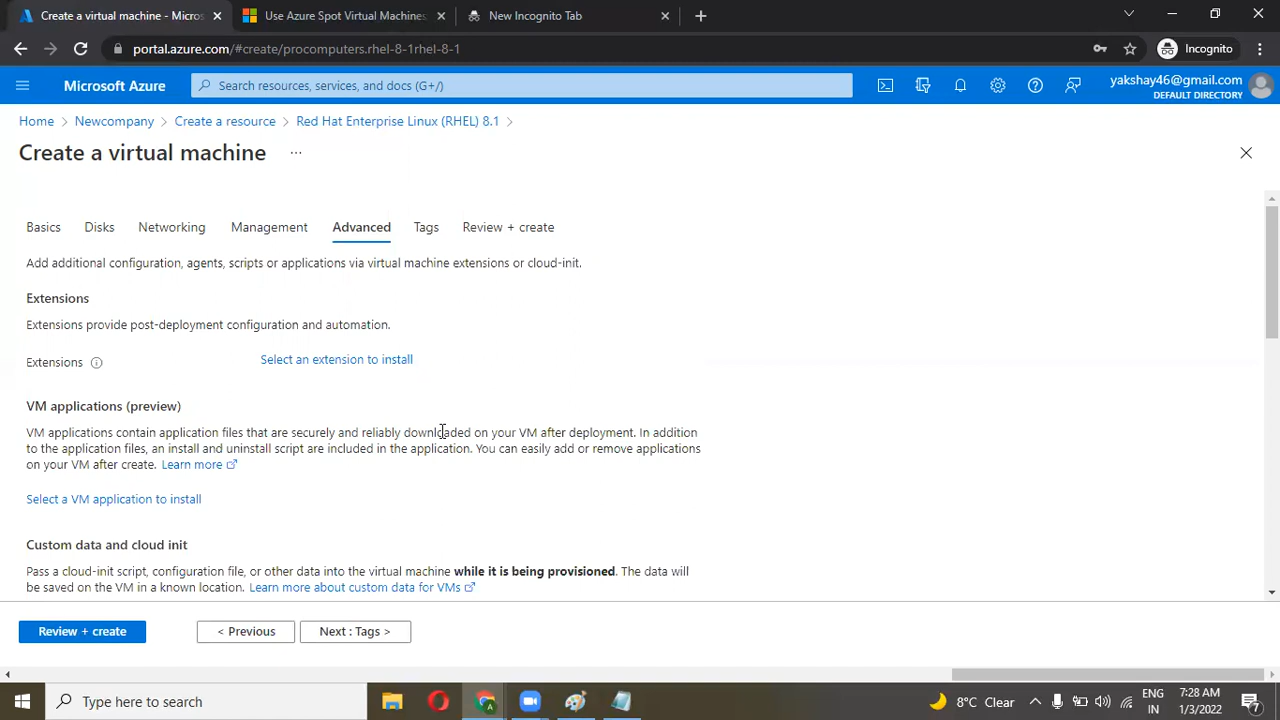 Create a virtual machine - Micros
Use Azure Spot Virtual Machines
New Incognito Tab
portal.azure.com/#create/procomputers.rhel-8-1rhel-8-1
Incognito
Microsoft Azure
Search resources, services, and docs (G+/)
yakshay46@gmail.com
DEFAULT DIRECTORY
Home > Newcompany > Create a resource > Red Hat Enterprise Linux (RHEL) 8.1 >
Create a virtual machine ...
Basics Disks Networking Management Advanced Tags Review + create
Add additional configuration, agents, scripts or applications via virtual machine extensions or cloud-init.
Extensions
Extensions provide post-deployment configuration and automation.
Extensions Select an extension to install
VM applications (preview)
VM applications contain application files that are securely and reliably downloaded on your VM after deployment. In addition
to the application files, an install and uninstall script are included in the application. You can easily add or remove applications
on your VM after create. Learn more
Select a VM application to install
Custom data and cloud init
Pass a cloud-init script, configuration file, or other data into the virtual machine while it is being provisioned. The data will
be saved on the VM in a known location. Learn more about custom data for VMs
Review + create < Previous Next : Tags >
Type here to search
8°C Clear
ENG
IN
7:28 AM
1/3/2022
7